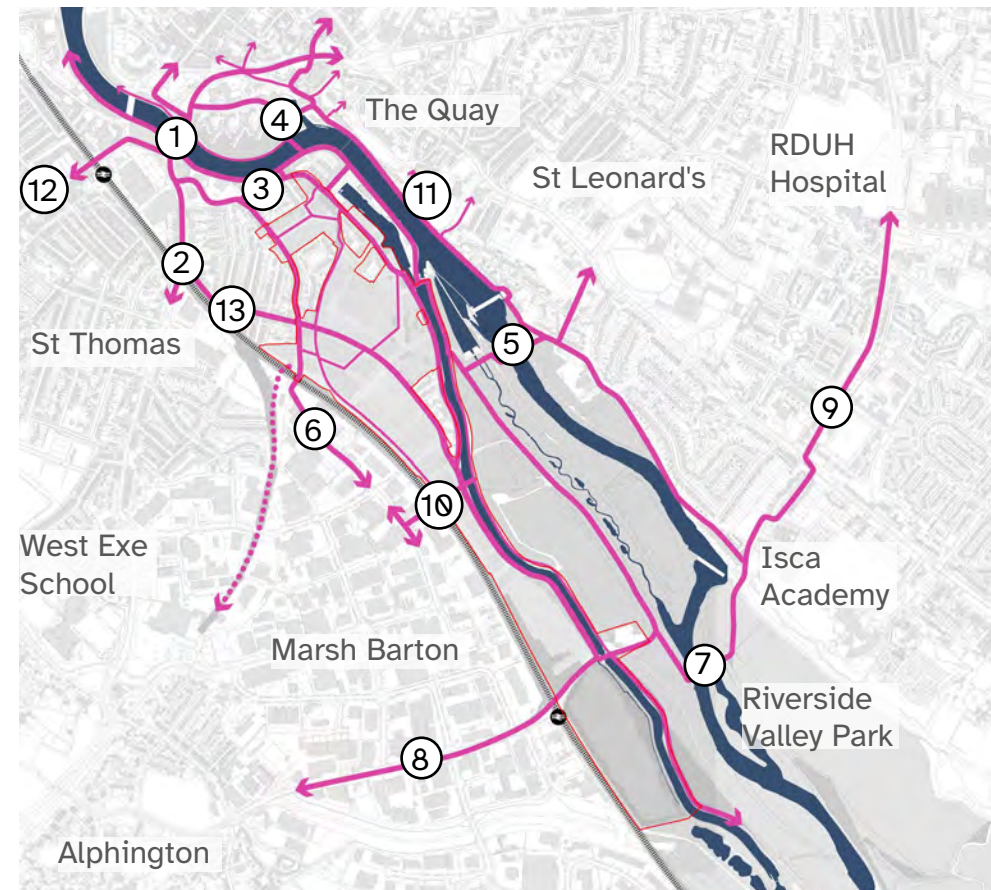 The Quay
RDUH
Hospital
St Leonard's
1
4
12
3
11
2
13
St Thomas
5
9
6
West Exe
School
10
Isca
Academy
Marsh Barton
7
Riverside
Valley Park
8
Alphington